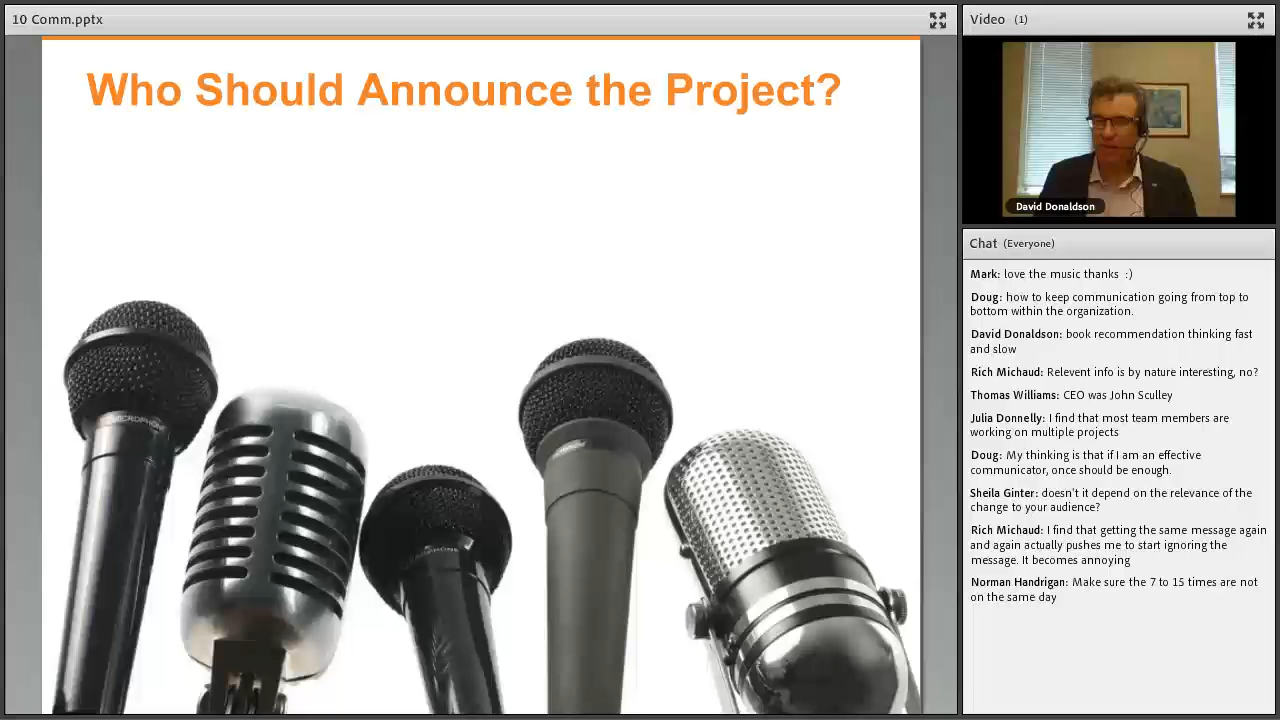 10 Comm.pptx
Who Should Announce the Project?
MICROPHONE
Video (1)
David Donaldson
Chat (Everyone)
Mark: love the music thanks :)
Doug: how to keep communication going from top to
bottom within the organization.
David Donaldson: book recommendation thinking fast
and slow
Rich Michaud: Relevent info is by nature interesting, no?
Thomas Williams: CEO was John Sculley
Julia Donnelly: I find that most team members are
working on multiple projects
Doug: My thinking is that if I am an effective
communicator, once should be enough.
Sheila Ginter: doesn't it depend on the relevance of the
change to your audience?
Rich Michaud: I find that getting the same message again
and again actually pushes me to start ignoring the
message. It becomes annoying
Norman Handrigan: Make sure the 7 to 15 times are not
on the same day